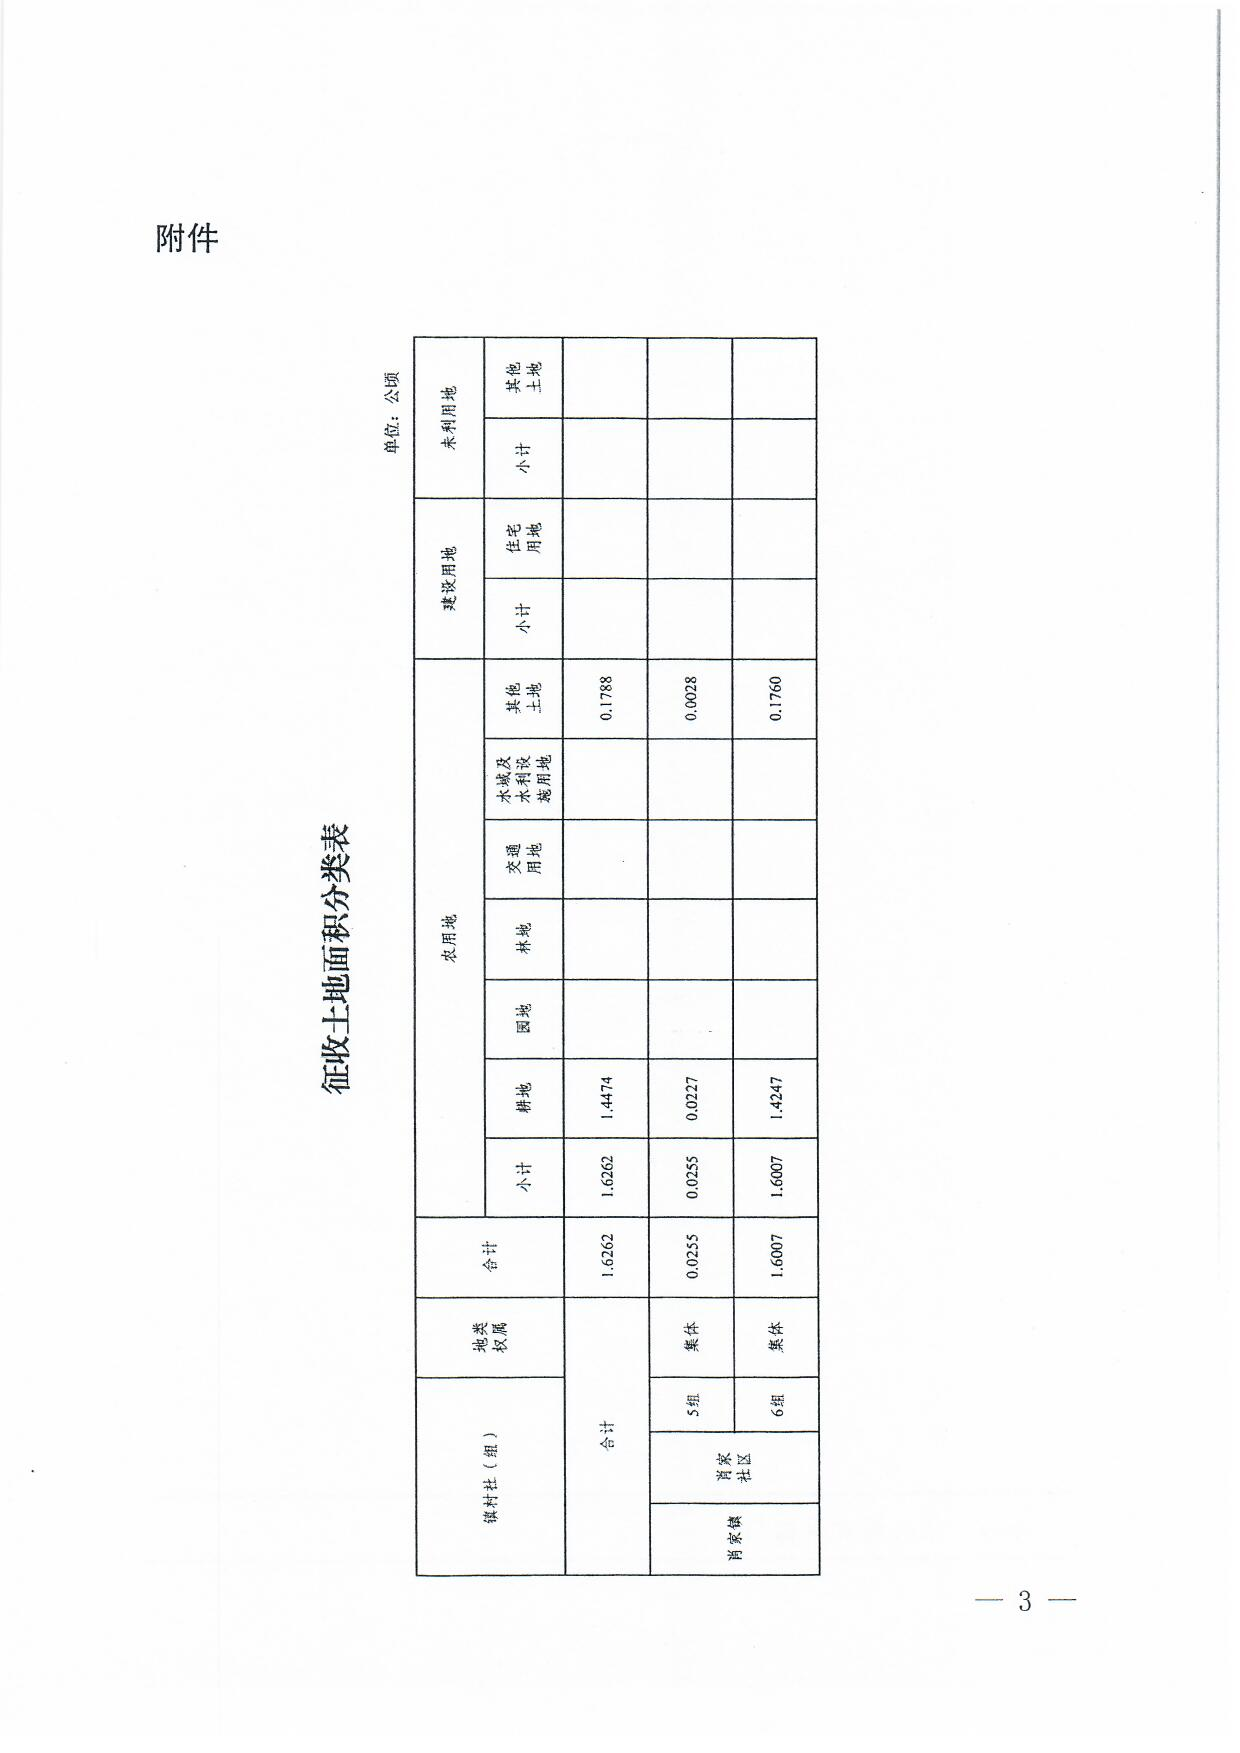 附件
征收土地面积分类表
单位：公顷
镇村社（组） 地类权属 合计 农用地 建设用地 未利用地
小计 耕地 园地 林地 交通用地 水域及水利设施用地 其他土地 小计 住宅用地 小计 其他土地
合计 1.6262 1.6262 1.4474 0.1788
肖家镇 肖家社区 5组 集体 0.0255 0.0255 0.0227 0.0028
6组 集体 1.6007 1.6007 1.4247 0.1760
— 3 —